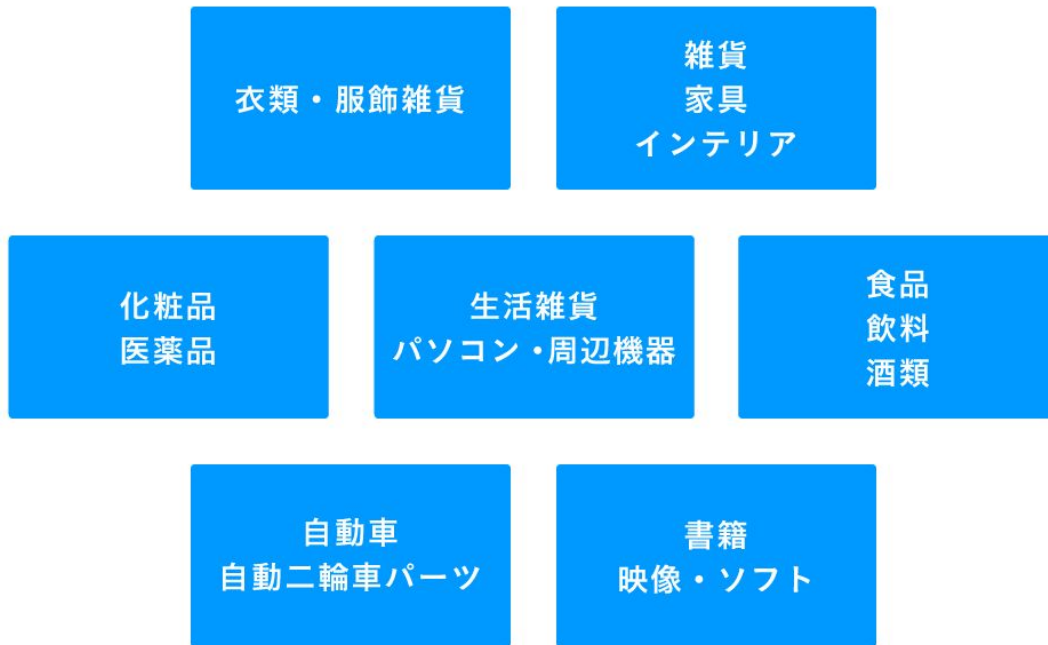 衣類・服飾雑貨
雑貨
家具
インテリア
化粧品
医薬品
生活雑貨
パソコン・周辺機器
食品
飲料
酒類
自動車
自動二輪車パーツ
書籍
映像・ソフト